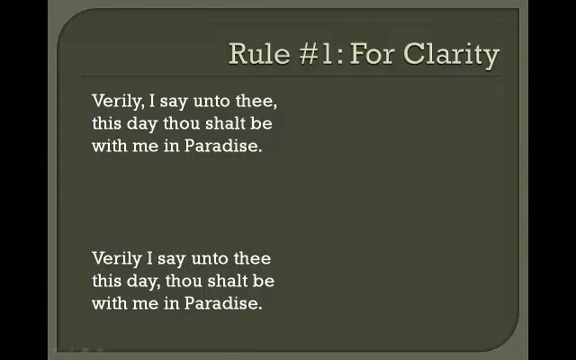 Rule #1: For Clarity
Verily, I say unto thee,
this day thou shalt be
with me in Paradise.
Verily I say unto thee
this day, thou shalt be
with me in Paradise.